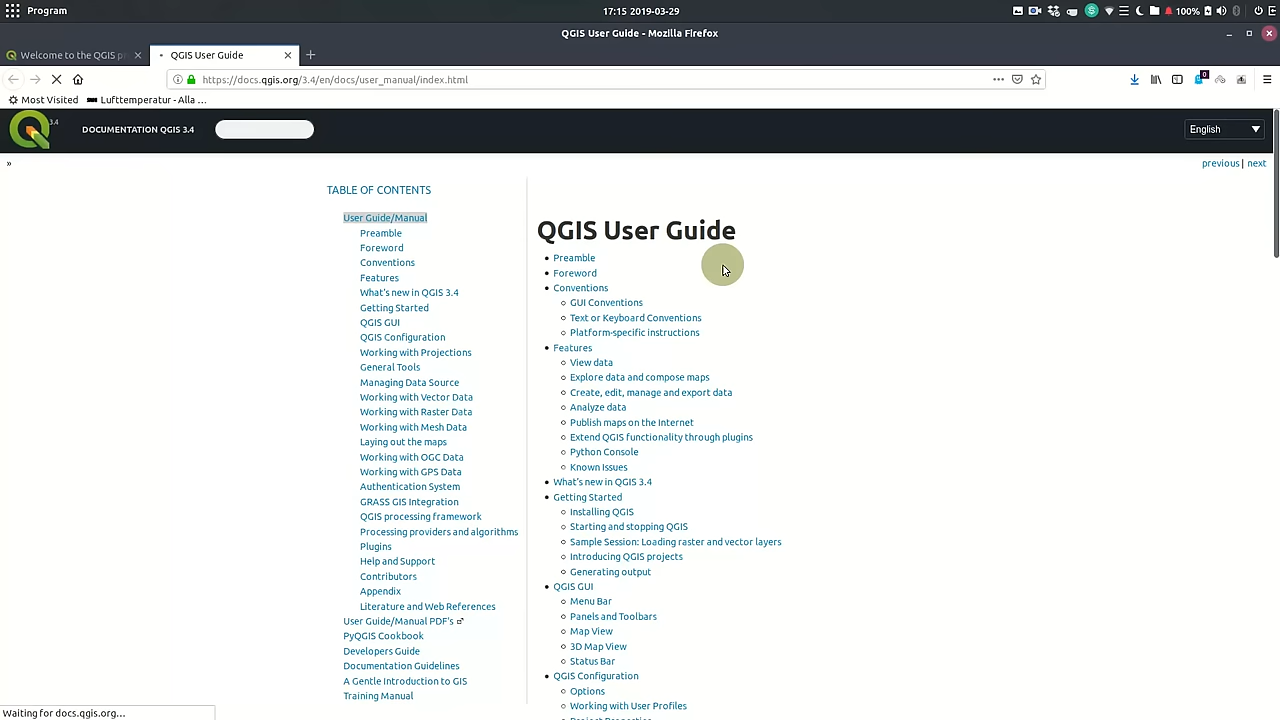 Program
17:15 2019-03-29
100%
QGIS User Guide - Mozilla Firefox
Welcome to the QGIS p
QGIS User Guide
https://docs.qgis.org/3.4/en/docs/user_manual/index.html
0
Most Visited
Lufttemperatur - Alla ...
3.4
DOCUMENTATION QGIS 3.4
English
»
previous | next
TABLE OF CONTENTS
User Guide/Manual
Preamble
Foreword
Conventions
Features
What's new in QGIS 3.4
Getting Started
QGIS GUI
QGIS Configuration
Working with Projections
General Tools
Managing Data Source
Working with Vector Data
Working with Raster Data
Working with Mesh Data
Laying out the maps
Working with OGC Data
Working with GPS Data
Authentication System
GRASS GIS Integration
QGIS processing framework
Processing providers and algorithms
Plugins
Help and Support
Contributors
Appendix
Literature and Web References
User Guide/Manual PDF's
PyQGIS Cookbook
Developers Guide
Documentation Guidelines
A Gentle Introduction to GIS
Training Manual
QGIS User Guide
Preamble
Foreword
Conventions
GUI Conventions
Text or Keyboard Conventions
Platform-specific instructions
Features
View data
Explore data and compose maps
Create, edit, manage and export data
Analyze data
Publish maps on the Internet
Extend QGIS functionality through plugins
Python Console
Known Issues
What's new in QGIS 3.4
Getting Started
Installing QGIS
Starting and stopping QGIS
Sample Session: Loading raster and vector layers
Introducing QGIS projects
Generating output
QGIS GUI
Menu Bar
Panels and Toolbars
Map View
3D Map View
Status Bar
QGIS Configuration
Options
Working with User Profiles
Waiting for docs.qgis.org...